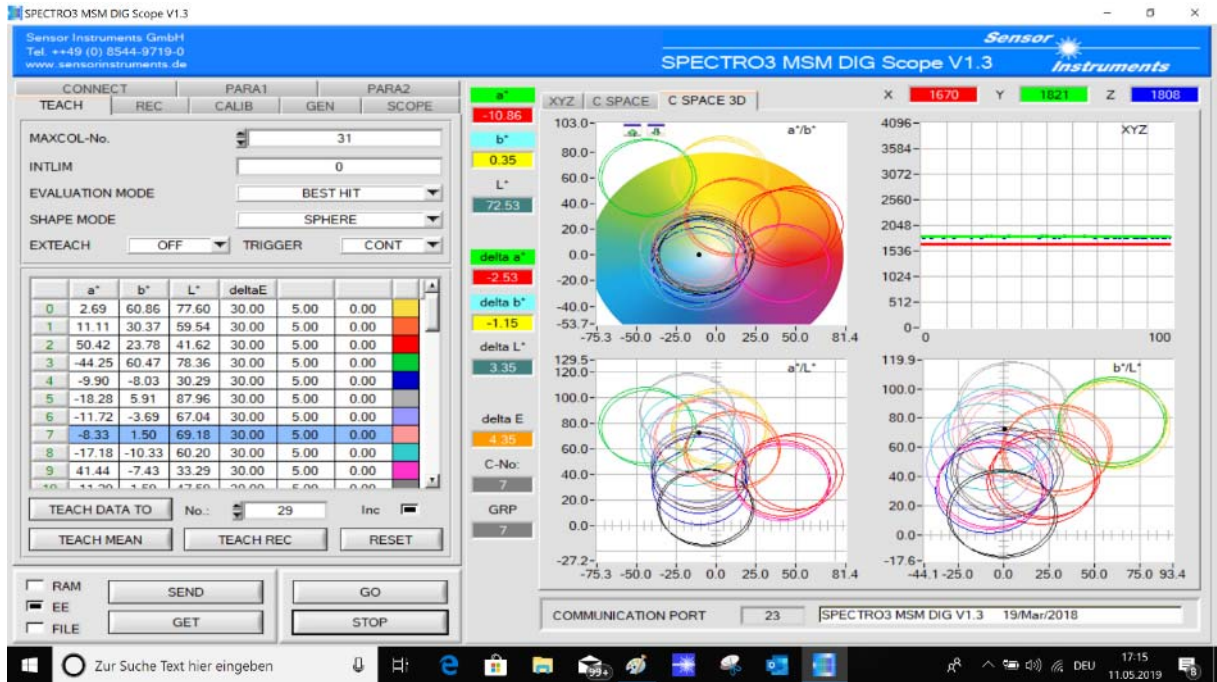 SPECTRO3 MSM DIG Scope V1.3
Sensor Instruments GmbH
Tel. ++49 (0) 8544-9719-0
www.sensorinstruments.de
SPECTRO3 MSM DIG Scope V1.3
Sensor
Instruments
CONNECT PARA1 PARA2
TEACH REC CALIB GEN SCOPE
MAXCOL-No. 31
INTLIM 0
EVALUATION MODE BEST HIT
SHAPE MODE SPHERE
EXTEACH OFF TRIGGER CONT
a* b* L* deltaE
0 2.69 60.86 77.60 30.00 5.00 0.00
1 11.11 30.37 59.54 30.00 5.00 0.00
2 50.42 23.78 41.62 30.00 5.00 0.00
3 -44.25 60.47 78.36 30.00 5.00 0.00
4 -9.90 -8.03 30.29 30.00 5.00 0.00
5 -18.28 5.91 87.96 30.00 5.00 0.00
6 -11.72 -3.69 67.04 30.00 5.00 0.00
7 -8.33 1.50 69.18 30.00 5.00 0.00
8 -17.18 -10.33 60.20 30.00 5.00 0.00
9 41.44 -7.43 33.29 30.00 5.00 0.00
TEACH DATA TO No.: 29 Inc
TEACH MEAN TEACH REC RESET
RAM
EE
FILE
SEND
GET
GO
STOP
a*
-10.86
b*
0.35
L*
72.53
delta a*
-2.53
delta b*
-1.15
delta L*
3.35
delta E
4.35
C-No:
7
GRP
7
XYZ C SPACE C SPACE 3D
X 1670 Y 1821 Z 1808
a*/b*
103.0
80.0
60.0
40.0
20.0
0.0
-20.0
-40.0
-53.7
-75.3 -50.0 -25.0 0.0 25.0 50.0 81.4
XYZ
4096
3584
3072
2560
2048
1536
1024
512
0
0 100
a*/L*
129.5
120.0
100.0
80.0
60.0
40.0
20.0
0.0
-27.2
-75.3 -50.0 -25.0 0.0 25.0 50.0 81.4
b*/L*
119.9
100.0
80.0
60.0
40.0
20.0
0.0
-17.6
-44.1 -25.0 0.0 25.0 50.0 75.0 93.4
COMMUNICATION PORT 23 SPECTRO3 MSM DIG V1.3 19/Mar/2018
Zur Suche Text hier eingeben
99+
DEU
17:15
11.05.2019
8